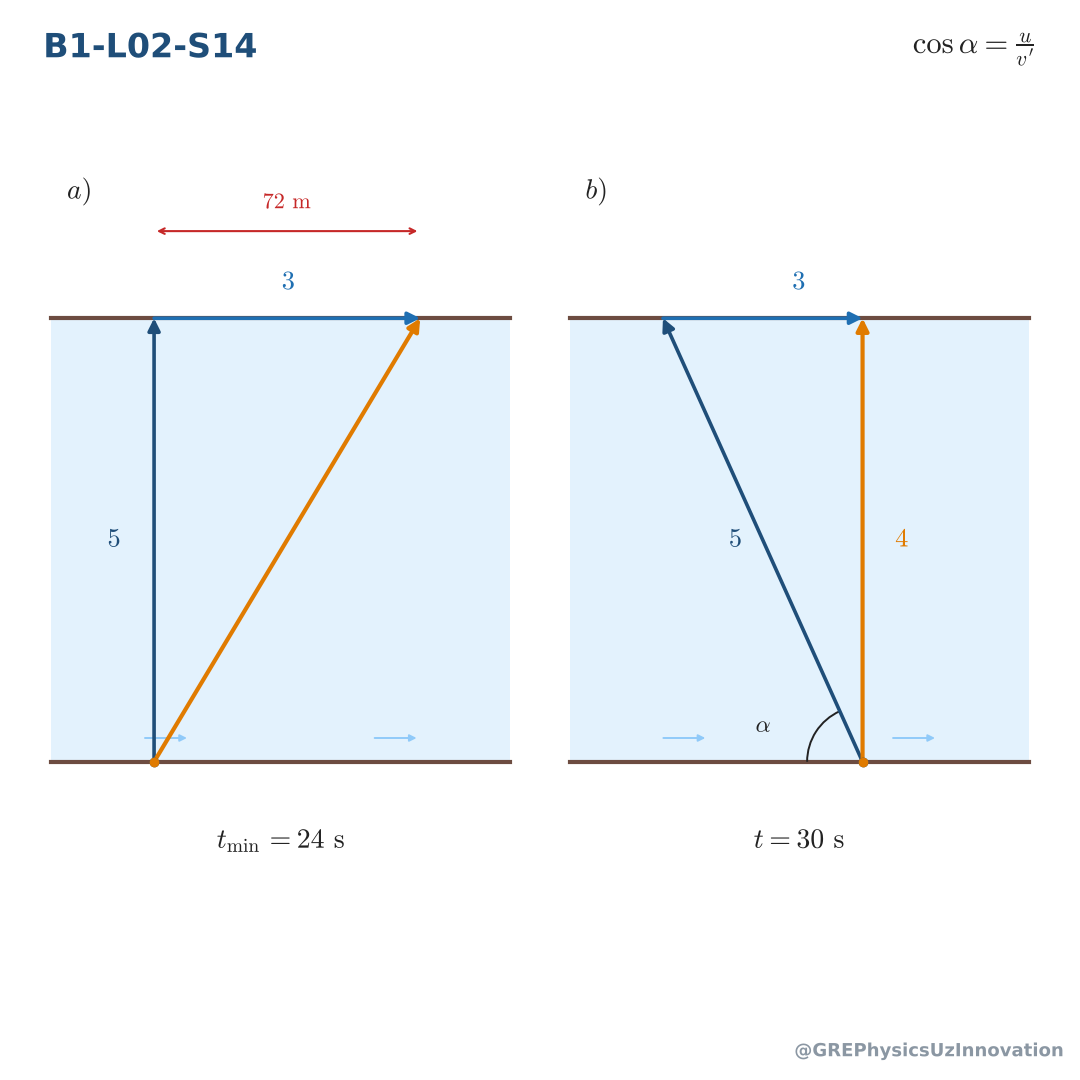 B1-L02-S14
cos α = u/v′
a)
72 m
3
5
t_min = 24 s
b)
3
5
4
α
t = 30 s
@GREPhysicsUzInnovation